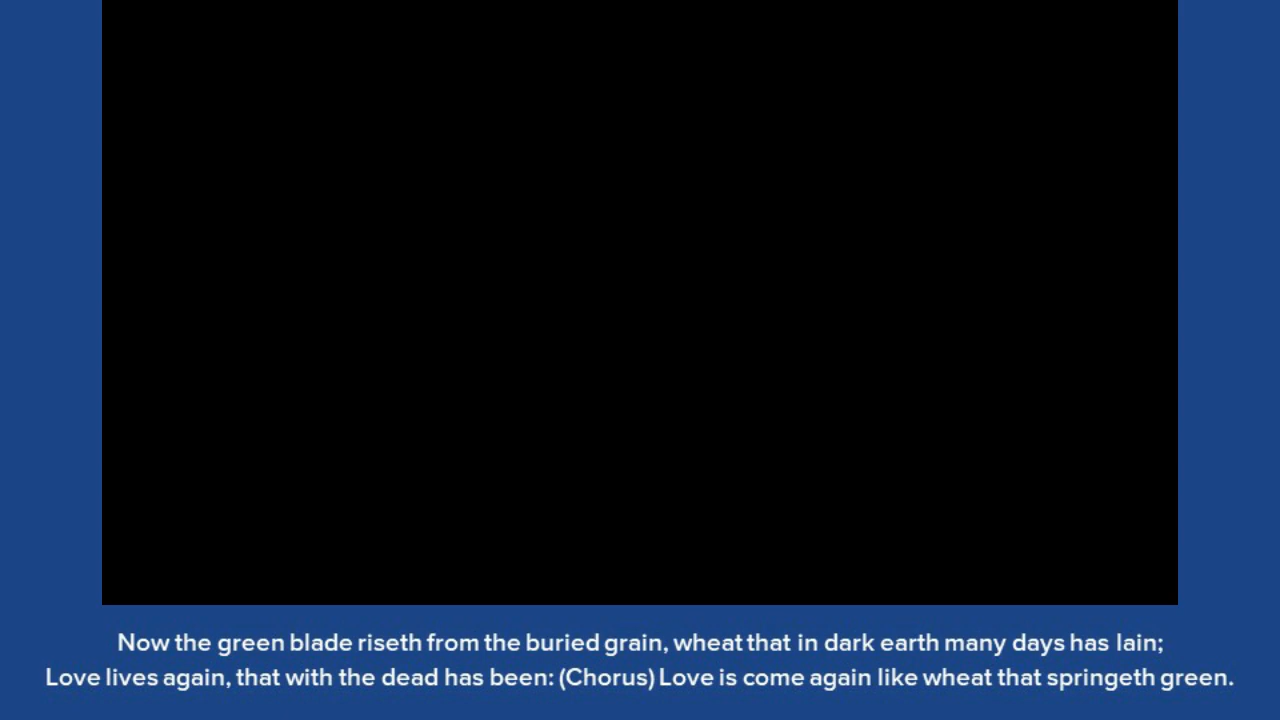 Now the green blade riseth from the buried grain, wheat that in dark earth many days has lain;
Love lives again, that with the dead has been: (Chorus) Love is come again like wheat that springeth green.